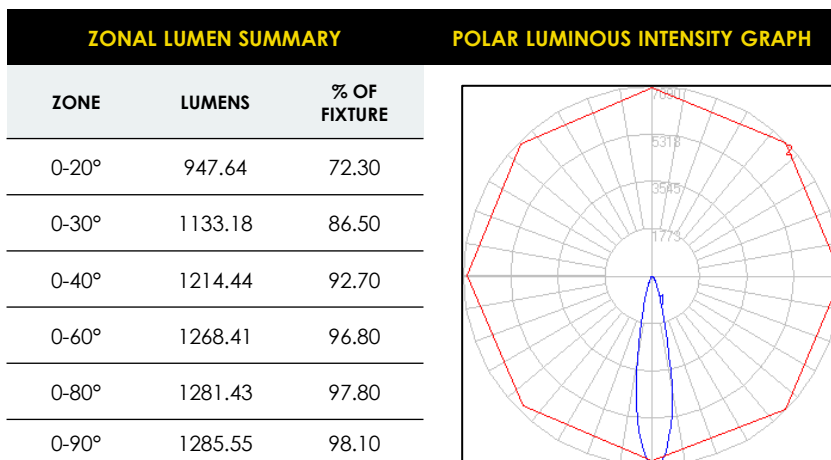 ZONAL LUMEN SUMMARY
POLAR LUMINOUS INTENSITY GRAPH
ZONE LUMENS % OF FIXTURE
0-20° 947.64 72.30
0-30° 1133.18 86.50
0-40° 1214.44 92.70
0-60° 1268.41 96.80
0-80° 1281.43 97.80
0-90° 1285.55 98.10
7090
5318
2
3545
1773
1